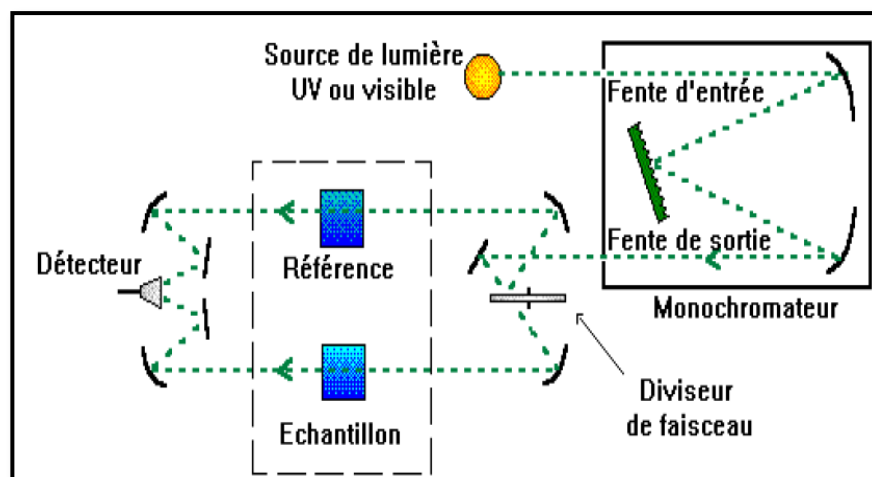 Source de lumière
UV ou visible
Fente d'entrée
Fente de sortie
Monochromateur
Référence
Détecteur
Echantillon
Diviseur
de faisceau